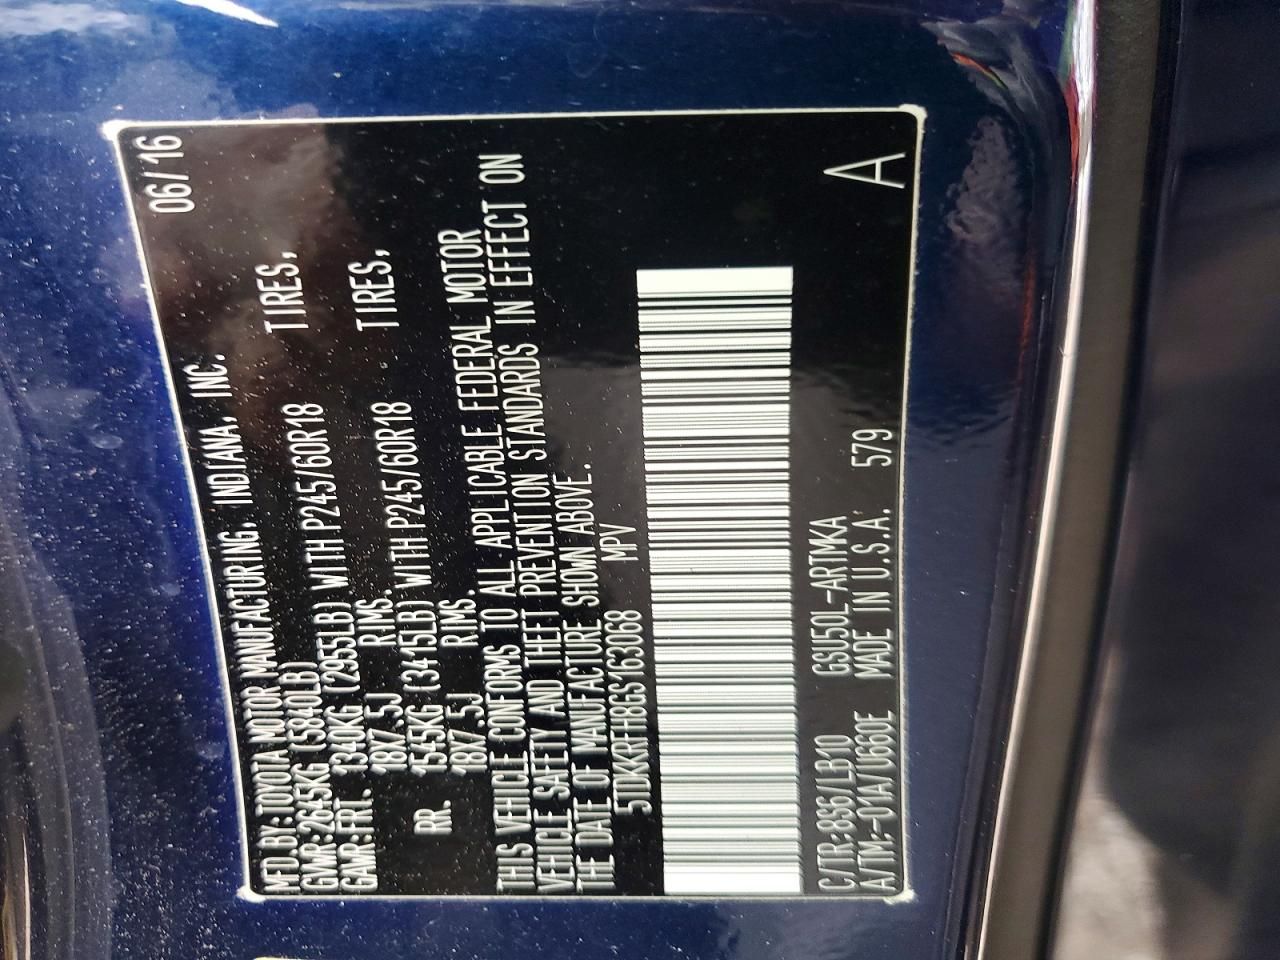 06/16
MFD.BY:TOYOTA MOTOR MANUFACTURING, INDIANA, INC.
GVWR:2645KG (5840LB)
GAWR:FRT. 1340KG (2955LB) WITH P245/60R18 TIRES,
18X7.5J RIMS.
RR. 1545KG (3415LB) WITH P245/60R18 TIRES,
18X7.5J RIMS.
THIS VEHICLE CONFORMS TO ALL APPLICABLE FEDERAL MOTOR
VEHICLE SAFETY AND THEFT PREVENTION STANDARDS IN EFFECT ON
THE DATE OF MANUFACTURE SHOWN ABOVE.
5TDKKRFH8GS163068 MPV
C/TR:8S6/LB10 GSU50L-ARTMKA
A/TM:-01A/U660E MADE IN U.S.A. 579
A